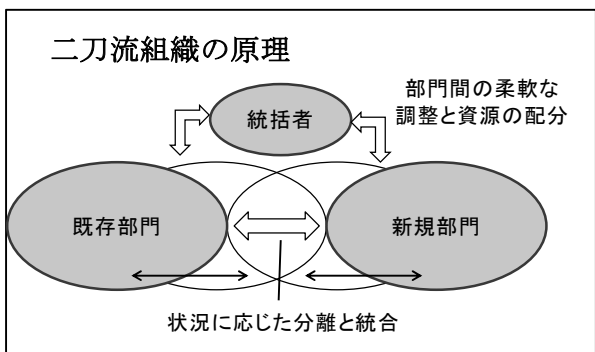 二刀流組織の原理
部門間の柔軟な
調整と資源の配分
統括者
既存部門
新規部門
状況に応じた分離と統合